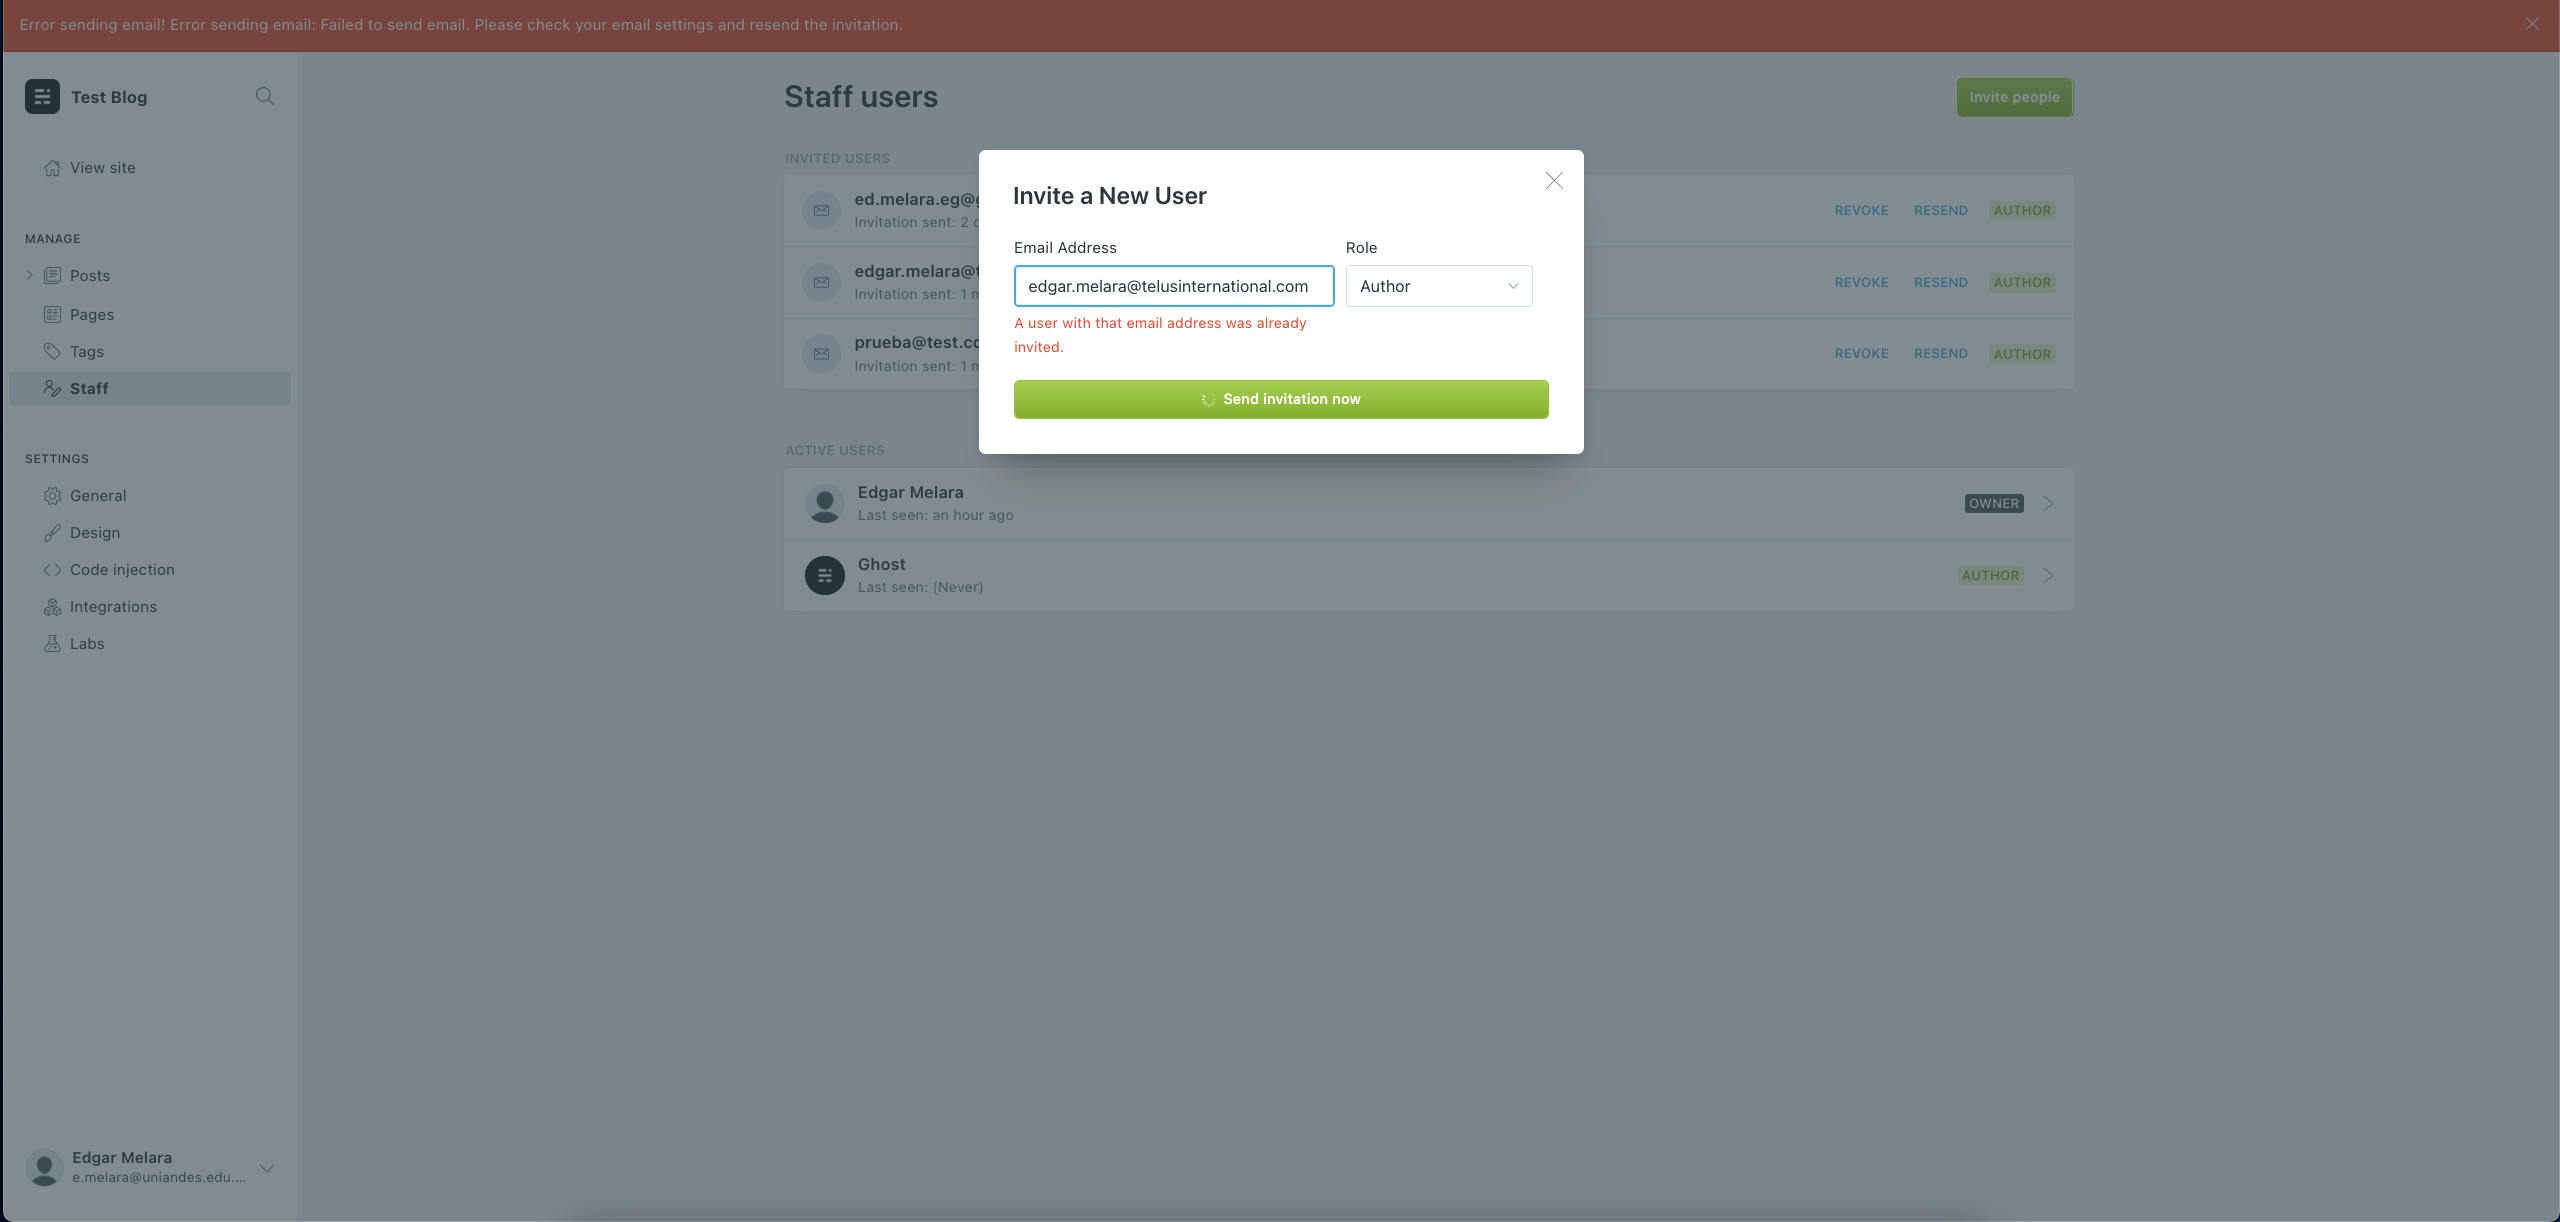 Error sending email! Error sending email: Failed to send email. Please check your email settings and resend the invitation.
Test Blog
View site
MANAGE
Posts
Pages
Tags
Staff
SETTINGS
General
Design
Code injection
Integrations
Labs
Edgar Melara
e.melara@uniandes.edu....
Staff users
Invite people
INVITED USERS
ed.melara.eg@
Invitation sent: 2
REVOKE RESEND AUTHOR
edgar.melara@
Invitation sent: 1
REVOKE RESEND AUTHOR
prueba@test.co
Invitation sent: 1
REVOKE RESEND AUTHOR
Invite a New User
Email Address
edgar.melara@telusinternational.com
A user with that email address was already
invited.
Role
Author
Send invitation now
ACTIVE USERS
Edgar Melara
Last seen: an hour ago
OWNER
Ghost
Last seen: (Never)
AUTHOR